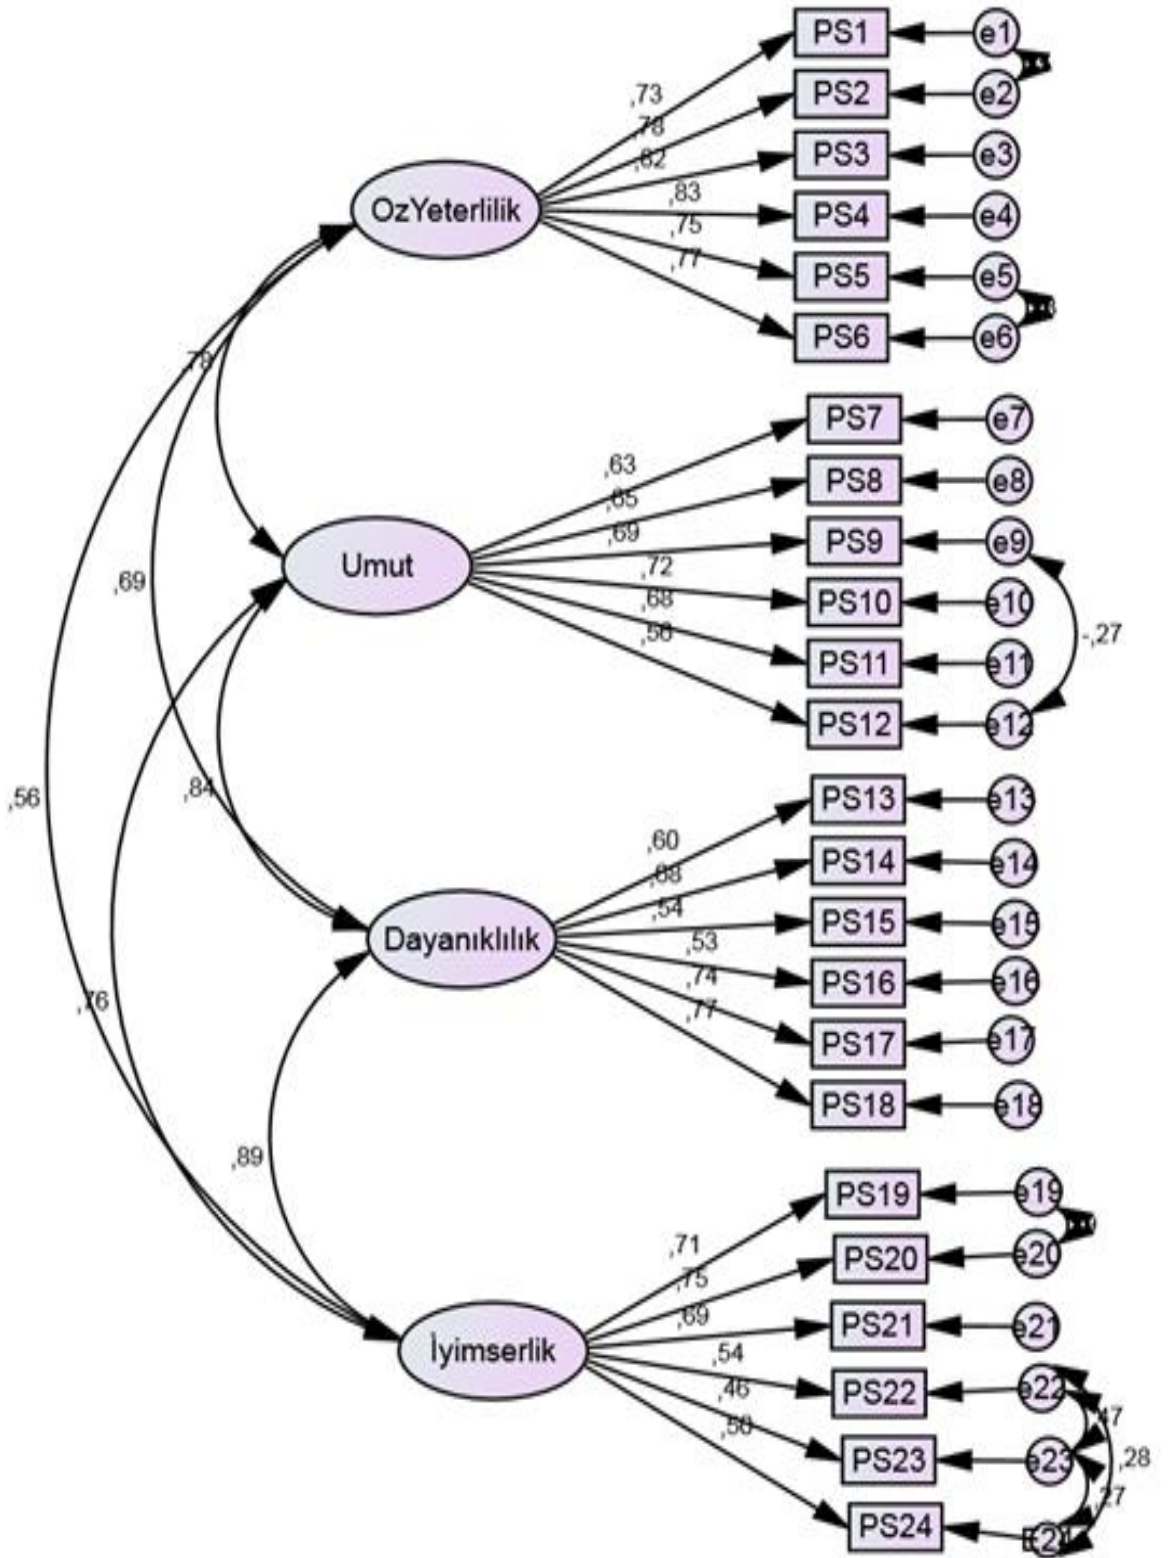 PS1
e1
PS2
e2
PS3
e3
PS4
e4
PS5
e5
PS6
e6
,73
,78
,82
,83
,75
,77
OzYeterlilik
,78
PS7
e7
PS8
e8
PS9
e9
PS10
e10
PS11
e11
PS12
e12
,63
,65
,69
,72
,68
,56
-,27
Umut
,69
,84
,56
PS13
e13
PS14
e14
PS15
e15
PS16
e16
PS17
e17
PS18
e18
,60
,68
,54
,53
,74
,77
Dayanıklılık
,76
,89
PS19
e19
PS20
e20
PS21
e21
PS22
e22
PS23
e23
PS24
,71
,75
,69
,54
,46
İyimserlik
,47
,28
,27